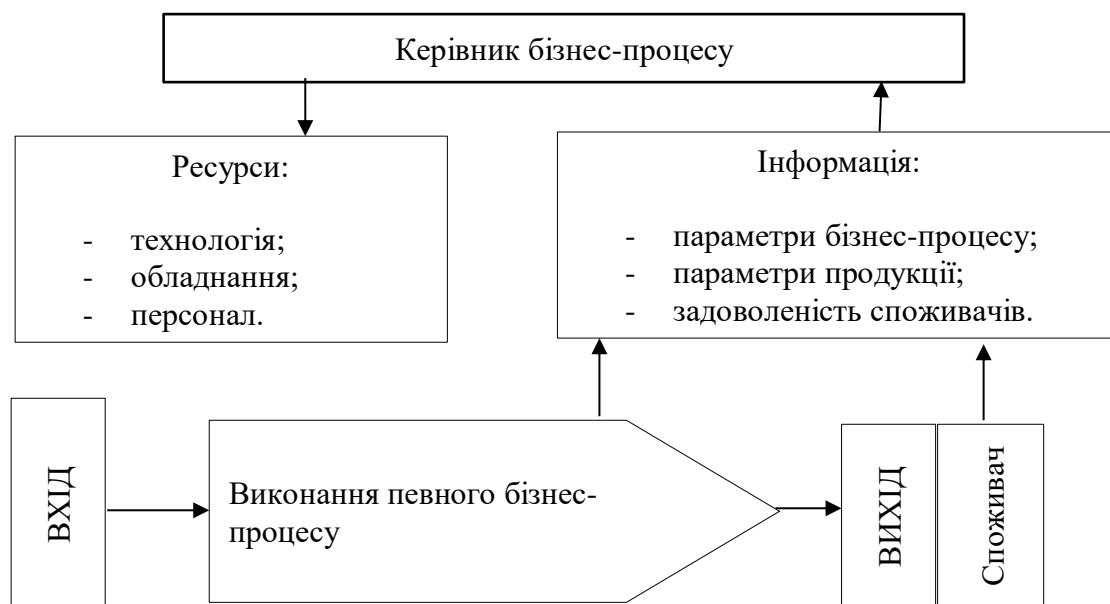 Керівник бізнес-процесу
Ресурси:
- технологія;
- обладнання;
- персонал.
Інформація:
- параметри бізнес-процесу;
- параметри продукції;
- задоволеність споживачів.
ВХІД
Виконання певного бізнес-
процесу
ВИХІД
Споживач